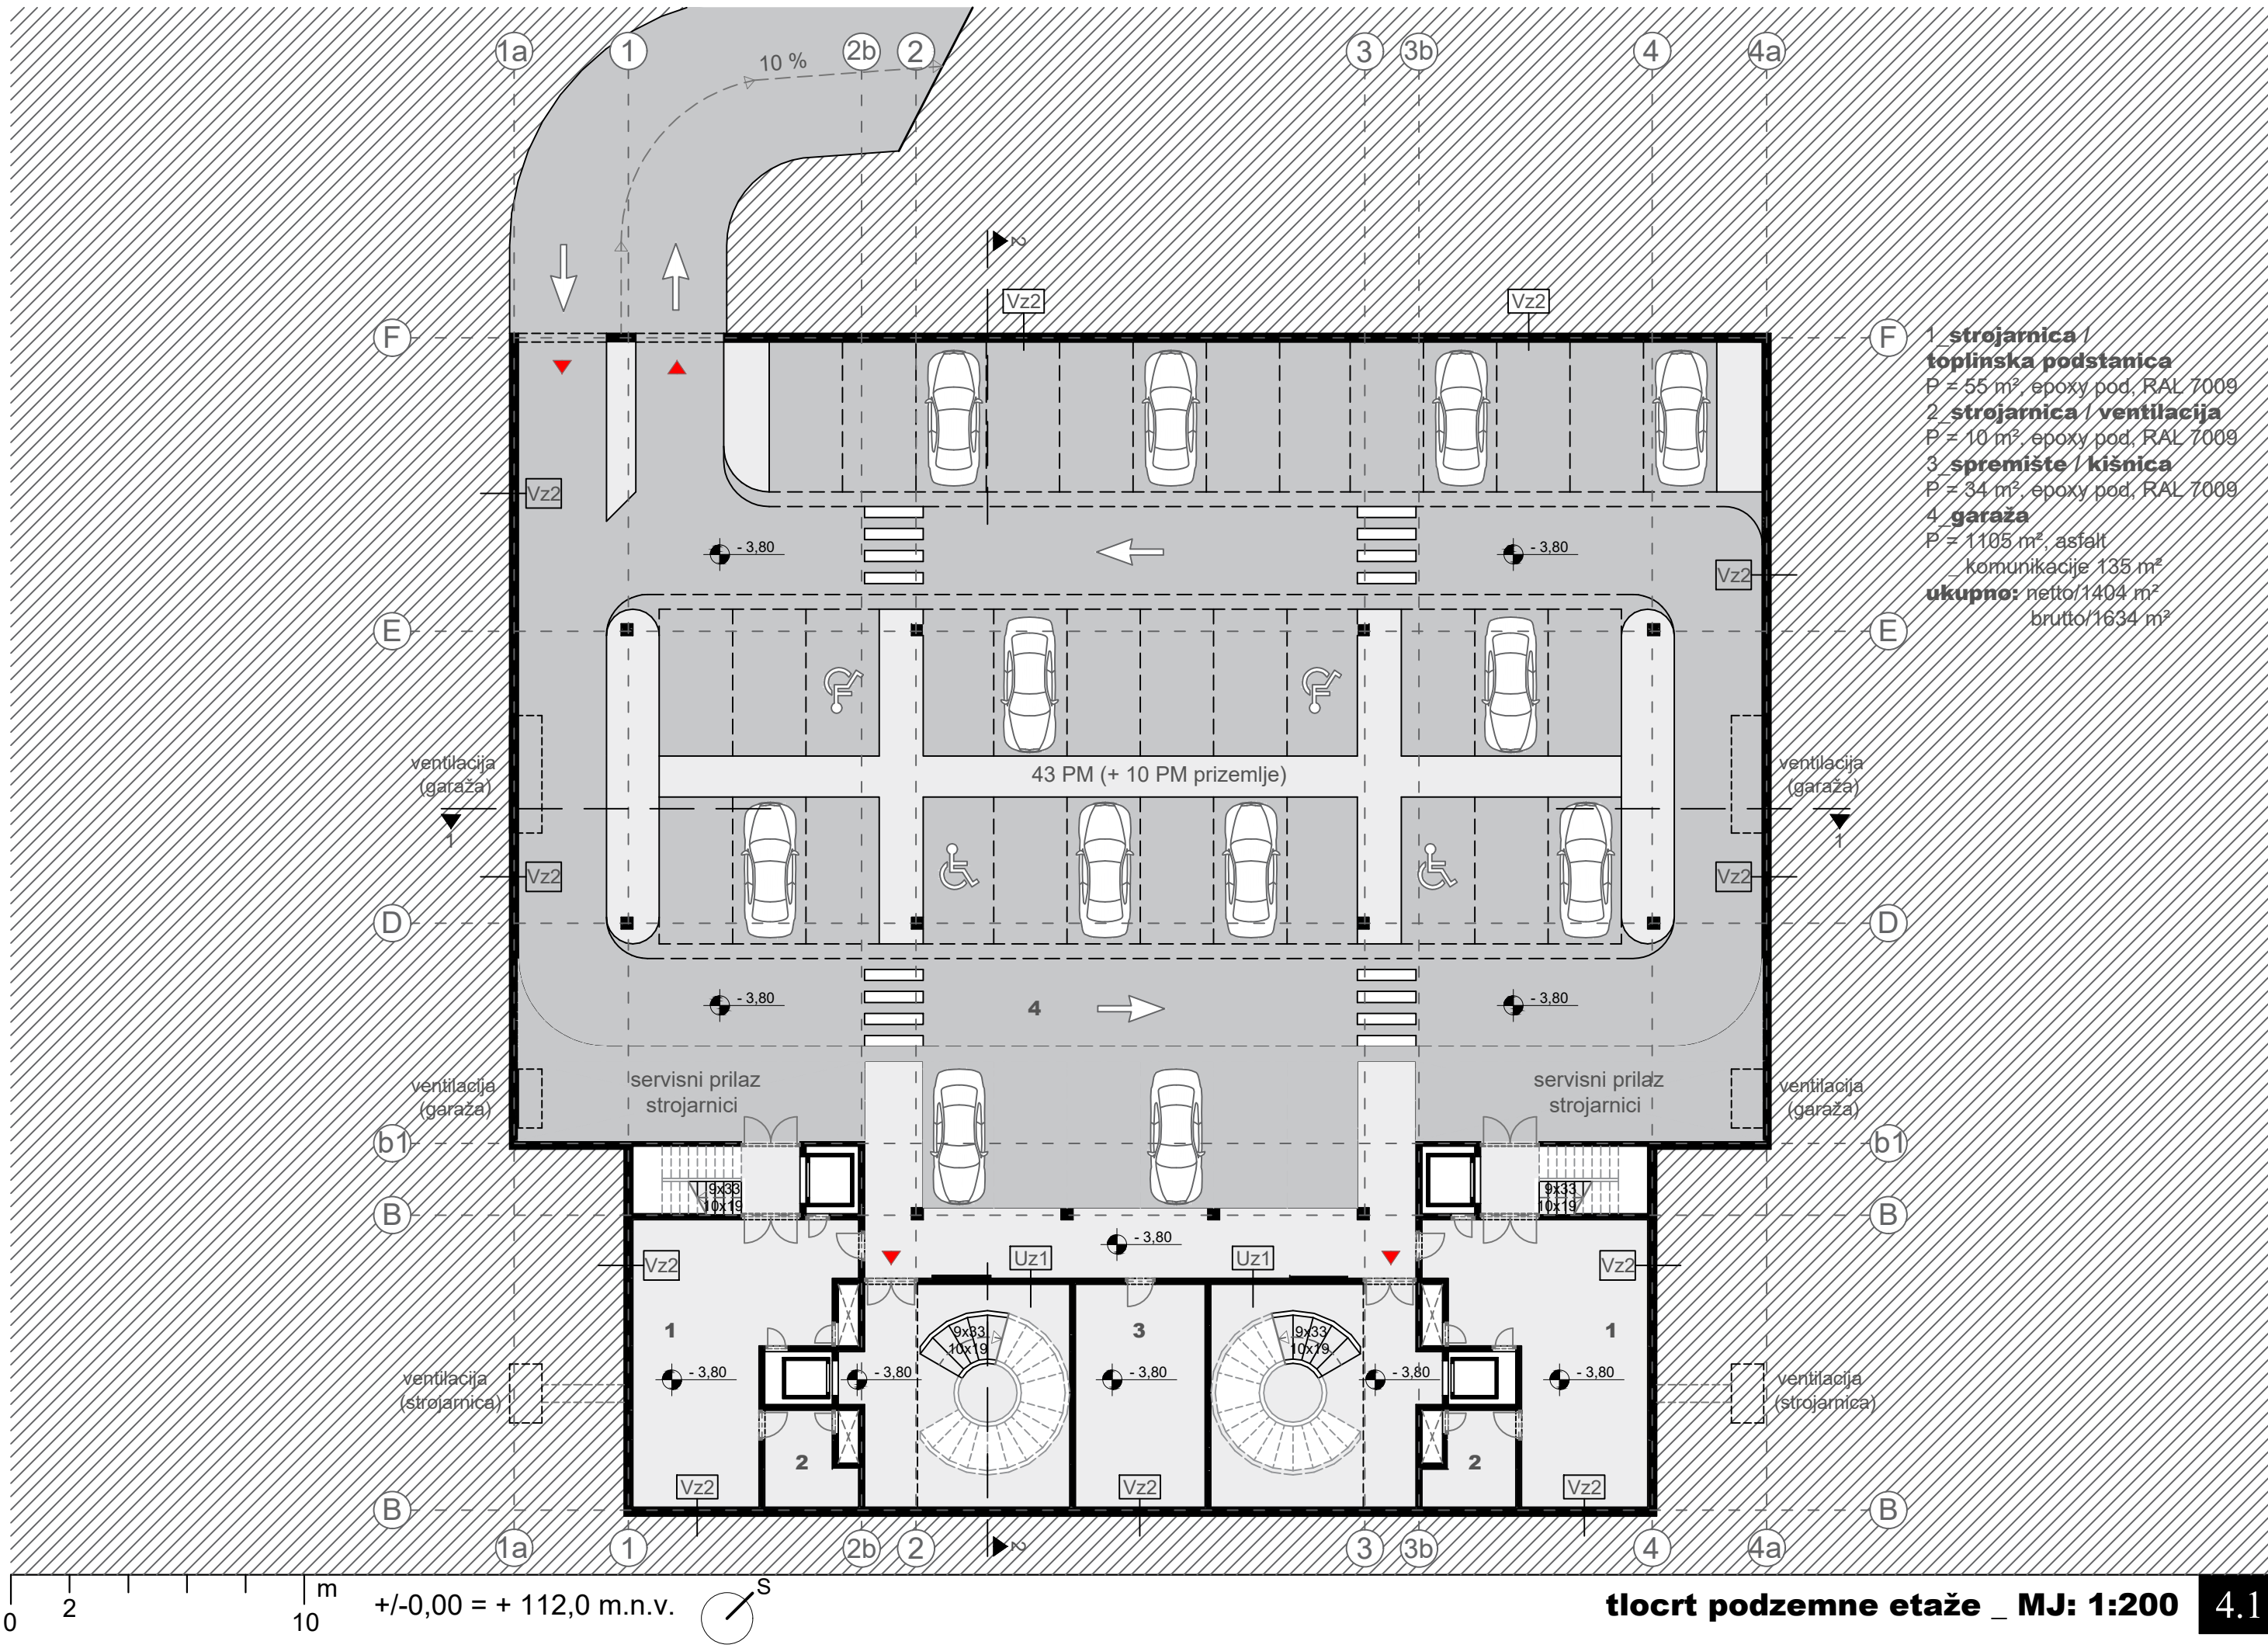 1a 1 2b 2 3 3b 4 4a
10 %
2
Vz2 Vz2
F F
1_strojarnica /
toplinska podstanica
P = 55 m², epoxy pod, RAL 7009
2_strojarnica / ventilacija
P = 10 m², epoxy pod, RAL 7009
3_spremište / kišnica
P = 34 m², epoxy pod, RAL 7009
4_garaža
P = 1105 m², asfalt
_ komunikacije 135 m²
ukupno: netto/1404 m²
brutto/1634 m²
Vz2
- 3,80 - 3,80
Vz2
E E
ventilacija
(garaža)
43 PM (+ 10 PM prizemlje)
ventilacija
(garaža)
1 1
Vz2 Vz2
D D
- 3,80 4 - 3,80
ventilacija
(garaža)
servisni prilaz
strojarnici
servisni prilaz
strojarnici
ventilacija
(garaža)
b1 b1
9x33
10x19
9x33
10x19
B B
- 3,80
Vz2 Uz1 Uz1 Vz2
1 3 1
9x33
10x19
9x33
10x19
- 3,80 - 3,80 - 3,80 - 3,80 - 3,80
ventilacija
(strojarnica)
ventilacija
(strojarnica)
2 2
Vz2 Vz2 Vz2
B B
1a 1 2b 2 2 3 3b 4 4a
0 2 10 m
+/-0,00 = + 112,0 m.n.v.
S
tlocrt podzemne etaže _ MJ: 1:200 4.1